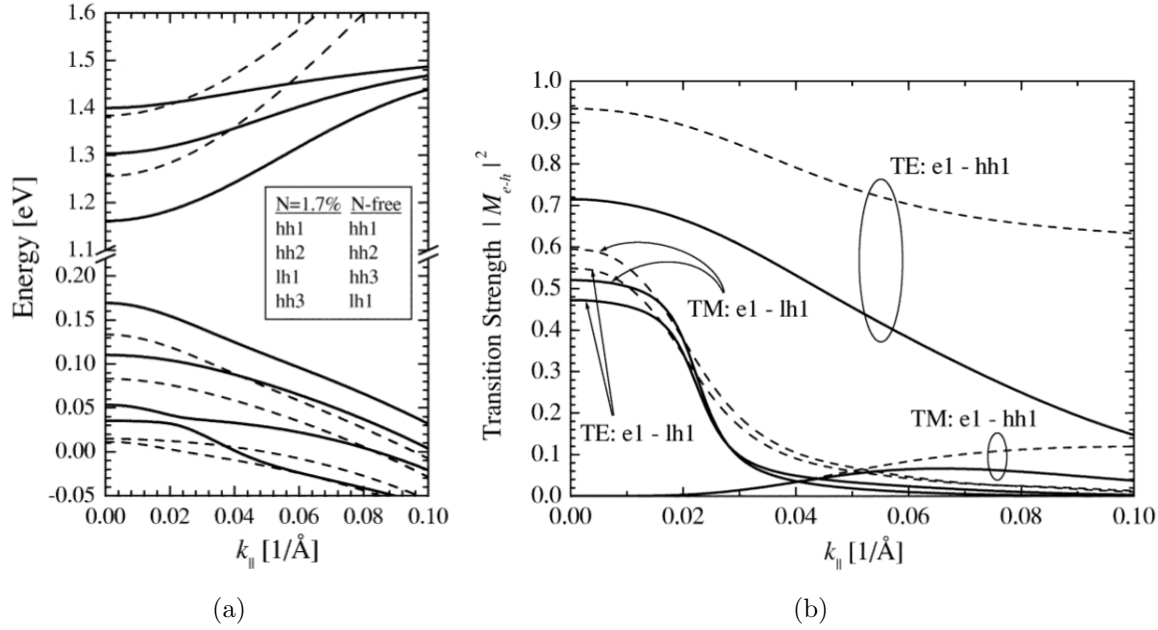 1.6
1.5
1.4
1.3
1.2
1.1
0.20
0.15
0.10
0.05
0.00
-0.05
Energy [eV]
N=1.7% N-free
hh1 hh1
hh2 hh2
lh1 hh3
hh3 lh1
0.00 0.02 0.04 0.06 0.08 0.10
k|| [1/Å]
(a)
1.0
0.9
0.8
0.7
0.6
0.5
0.4
0.3
0.2
0.1
0.0
Transition Strength | M e-h | 2
TE: e1 - hh1
TM: e1 - lh1
TE: e1 - lh1
TM: e1 - hh1
0.00 0.02 0.04 0.06 0.08 0.10
k|| [1/Å]
(b)